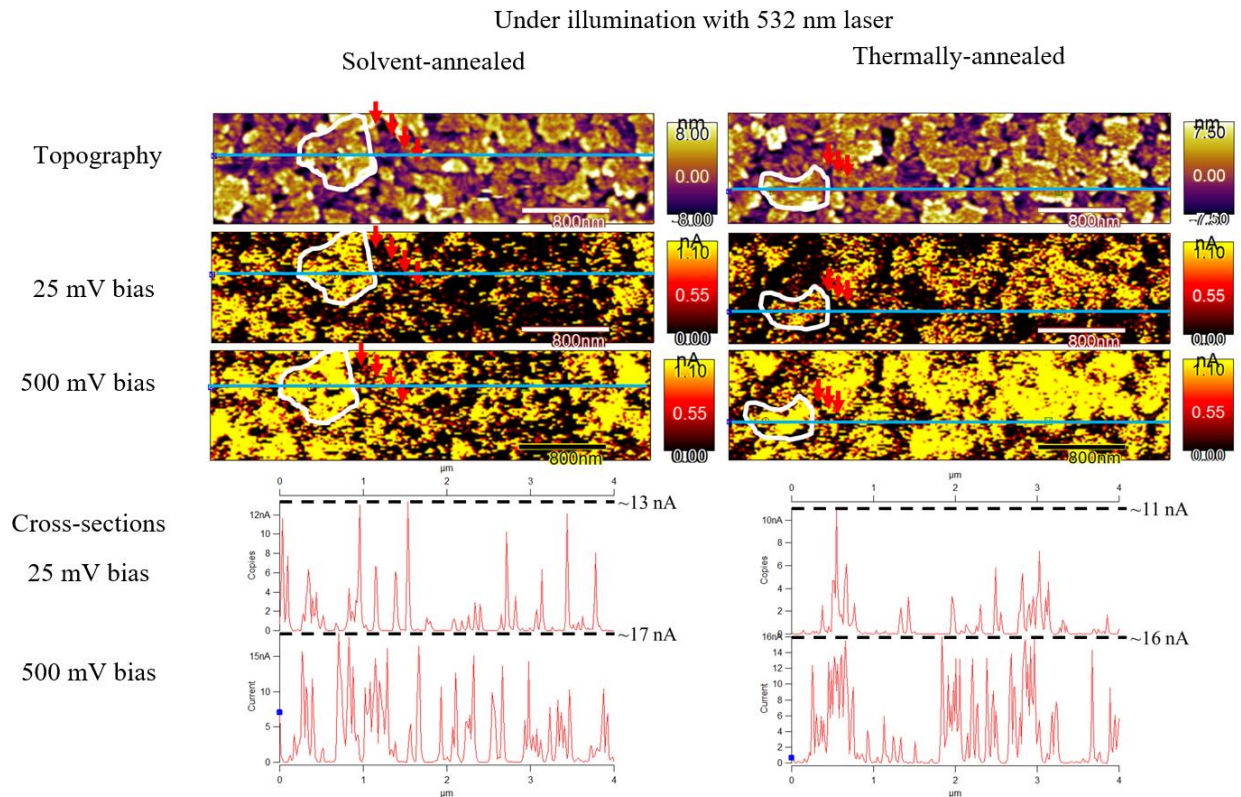 Under illumination with 532 nm laser
Solvent-annealed
Thermally-annealed
Topography
nm
8.00
0.00
-8.00
800nm
nm
7.50
0.00
-7.50
800nm
25 mV bias
nA
1.10
0.55
0.00
800nm
nA
1.10
0.55
0.00
800nm
500 mV bias
nA
1.10
0.55
0.00
800nm
nA
1.10
0.55
0.00
800nm
Cross-sections
25 mV bias
µm
0 1 2 3 4
~13 nA
12nA
10
8
6
4
2
0
Copies
µm
0 1 2 3 4
~11 nA
10nA
8
6
4
2
0
Copies
500 mV bias
~17 nA
15nA
10
5
0
Current
0 1 2 3 4
µm
~16 nA
16nA
14
12
10
8
6
4
2
0
Current
0 1 2 3 4
µm